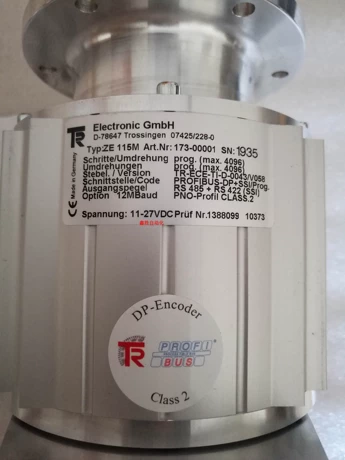 TR
Electronic GmbH
D-78647 Trossingen 07425/228-0
Typ:ZE 115M Art.Nr:173-00001 SN:1935
Schritte/Umdrehung prog. (max. 4096)
Umdrehungen prog. (max. 4096)
Stebel. / Version TR-ECE-TI-D-0043/V058
Schnittstelle/Code PROFIBUS-DP+SSI/Prog.
Ausgangspegel RS 485 + RS 422 (SSI)
Option 12MBaud PNO-Profil CLASS.2
Spannung: 11-27VDC Prüf Nr.1388099 10373
Made in Germany
CE
DP-Encoder
TR PROFI
BUS
Class 2